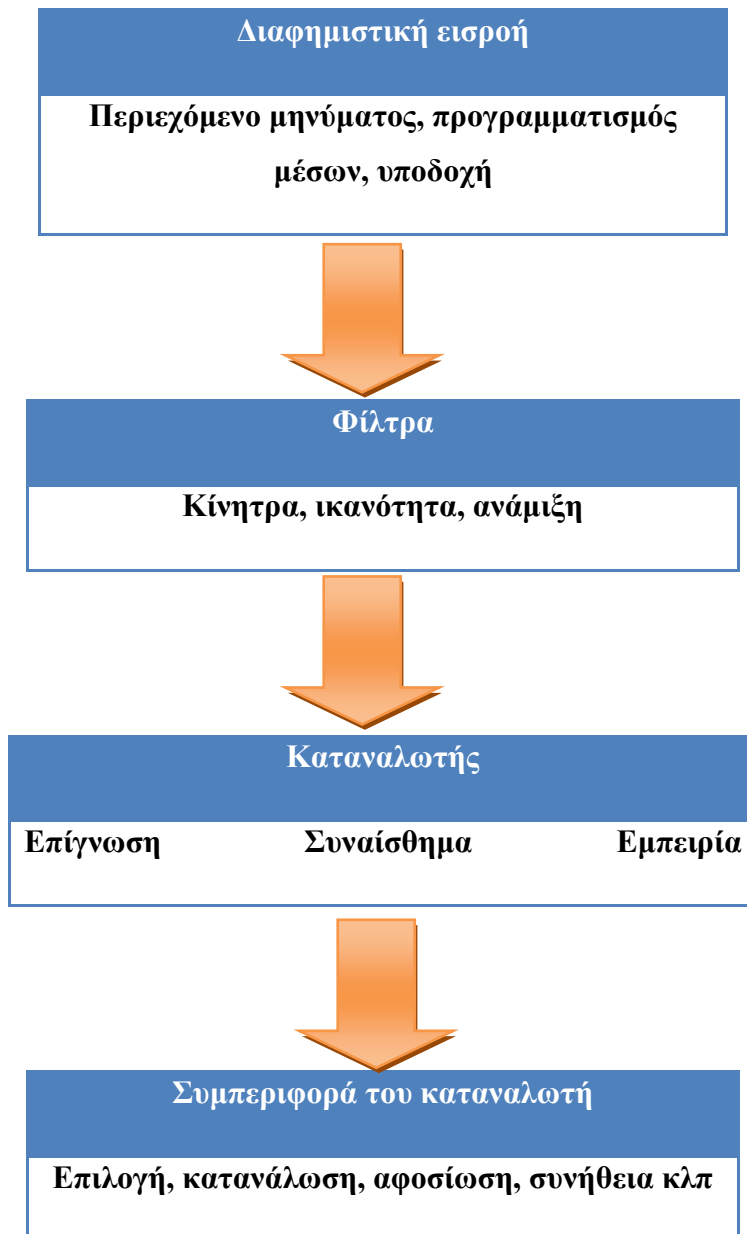 Διαφημιστική εισροή
Περιεχόμενο μηνύματος, προγραμματισμός
μέσων, υποδοχή
Φίλτρα
Κίνητρα, ικανότητα, ανάμιξη
Καταναλωτής
Επίγνωση Συναίσθημα Εμπειρία
Συμπεριφορά του καταναλωτή
Επιλογή, κατανάλωση, αφοσίωση, συνήθεια κλπ